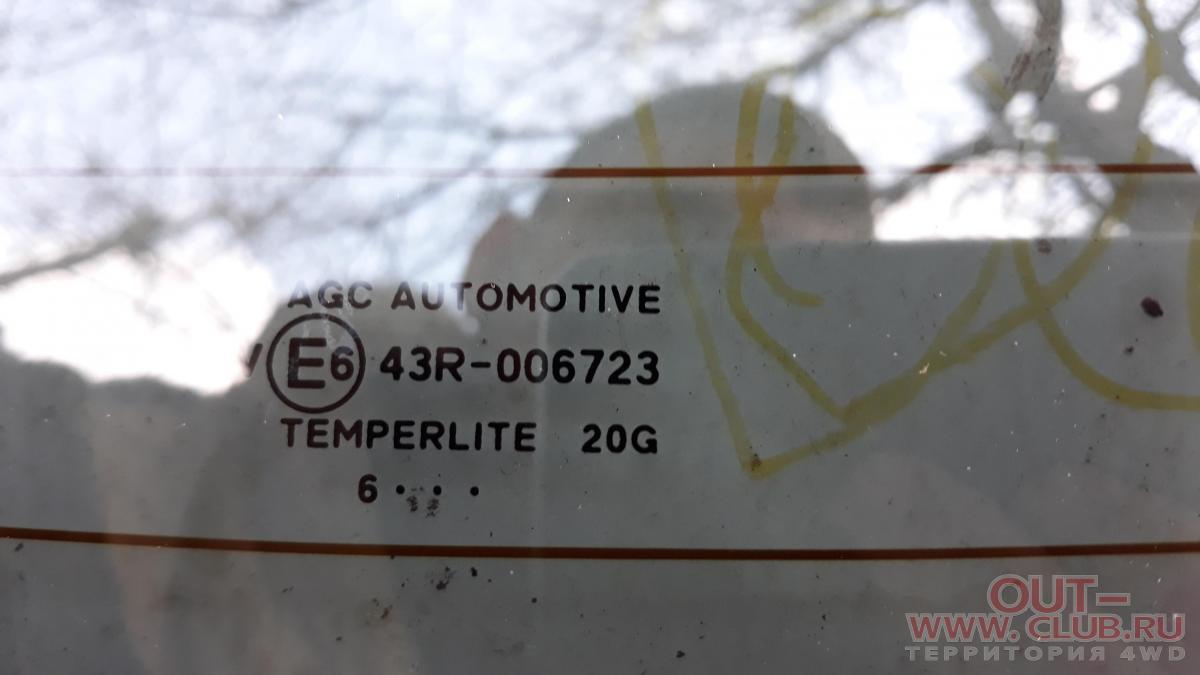 AGC AUTOMOTIVE
V E6 43R-006723
TEMPERLITE 20G
6 • • •
OUT-
WWW.CLUB.RU
ТЕРРИТОРИЯ 4WD